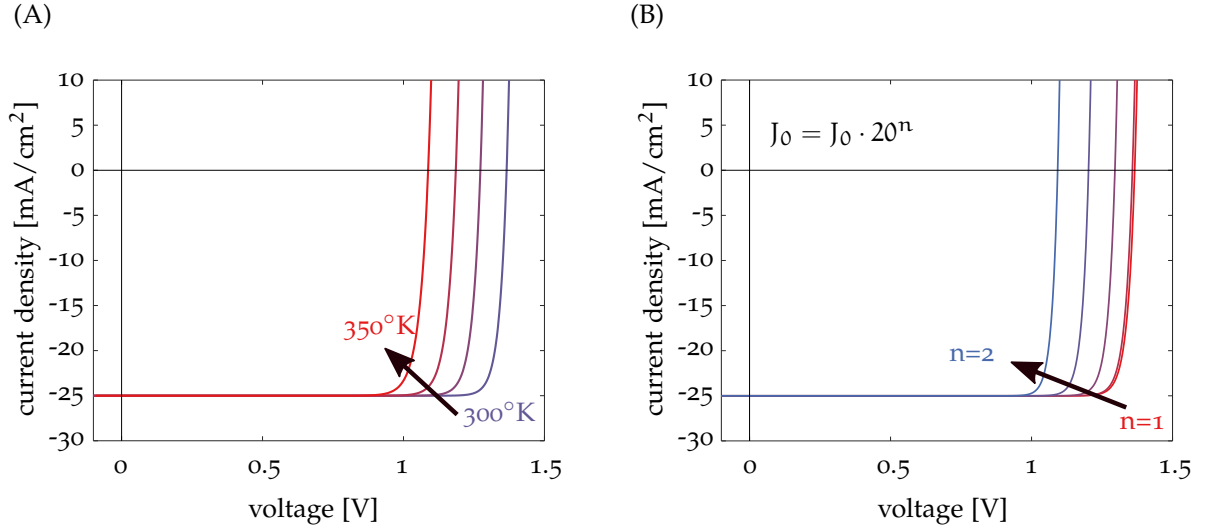 (A)
10
5
0
-5
-10
-15
-20
-25
-30
current density [mA/cm²]
350°K
300°K
0
0.5
1
1.5
voltage [V]
(B)
10
5
0
-5
-10
-15
-20
-25
-30
current density [mA/cm²]
J₀ = J₀ · 20ⁿ
n=2
n=1
0
0.5
1
1.5
voltage [V]